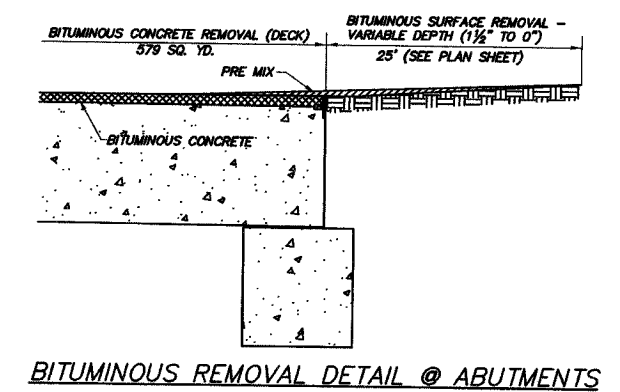 BITUMINOUS CONCRETE REMOVAL (DECK)
579 SQ. YD.
BITUMINOUS SURFACE REMOVAL -
VARIABLE DEPTH (1½" TO 0")
25' (SEE PLAN SHEET)
PRE MIX
BITUMINOUS CONCRETE
BITUMINOUS REMOVAL DETAIL @ ABUTMENTS